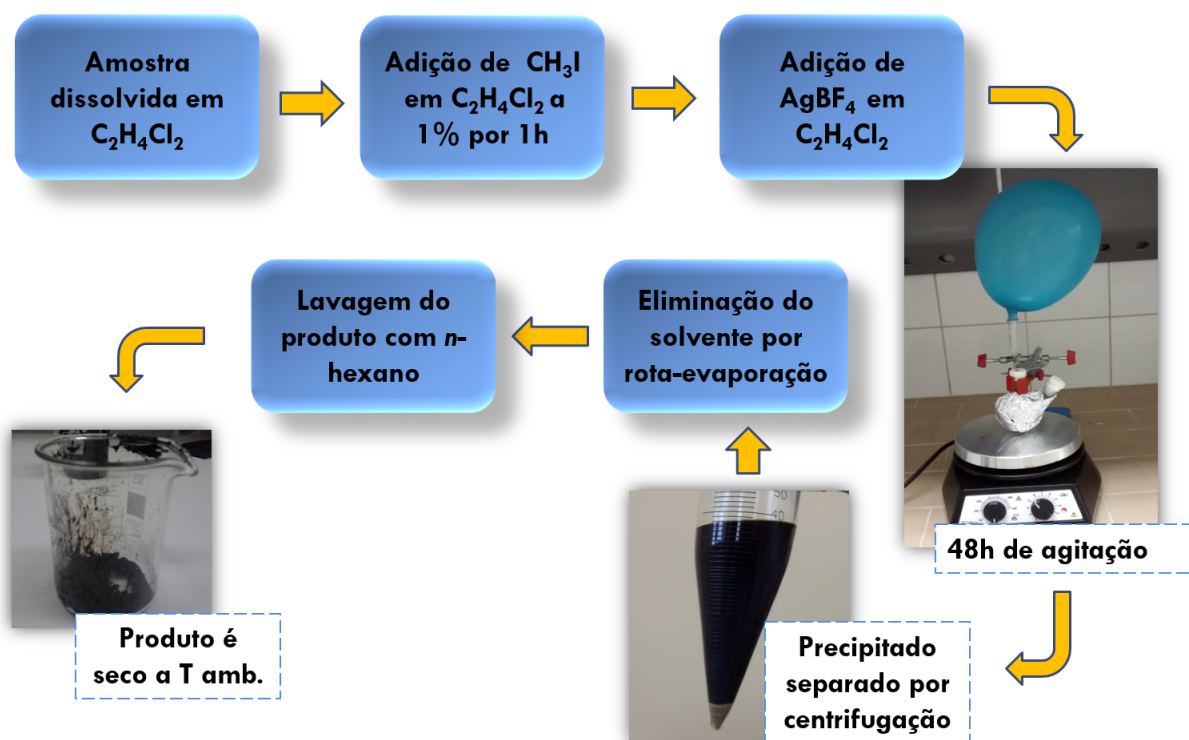 Amostra
dissolvida em
C₂H₄Cl₂
Adição de CH₃I
em C₂H₄Cl₂ a
1% por 1h
Adição de
AgBF₄ em
C₂H₄Cl₂
48h de agitação
Precipitado
separado por
centrifugação
50
40
Eliminação do
solvente por
rota-evaporação
Lavagem do
produto com n-
hexano
Produto é
seco a T amb.